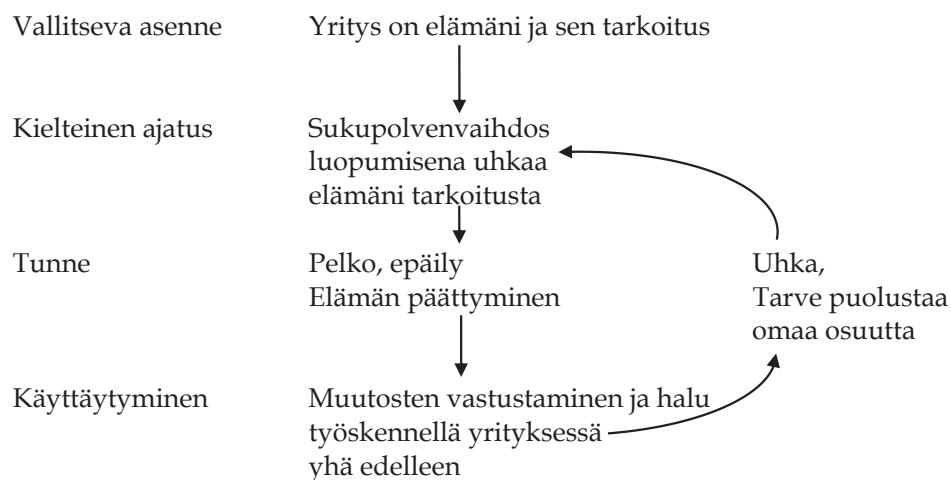 Vallitseva asenne
Yritys on elämäni ja sen tarkoitus
Kielteinen ajatus
Sukupolvenvaihdos
luopumisena uhkaa
elämäni tarkoitusta
Tunne
Pelko, epäily
Elämän päättyminen
Uhka,
Tarve puolustaa
omaa osuutta
Käyttäytyminen
Muutosten vastustaminen ja halu
työskennellä yrityksessä
yhä edelleen